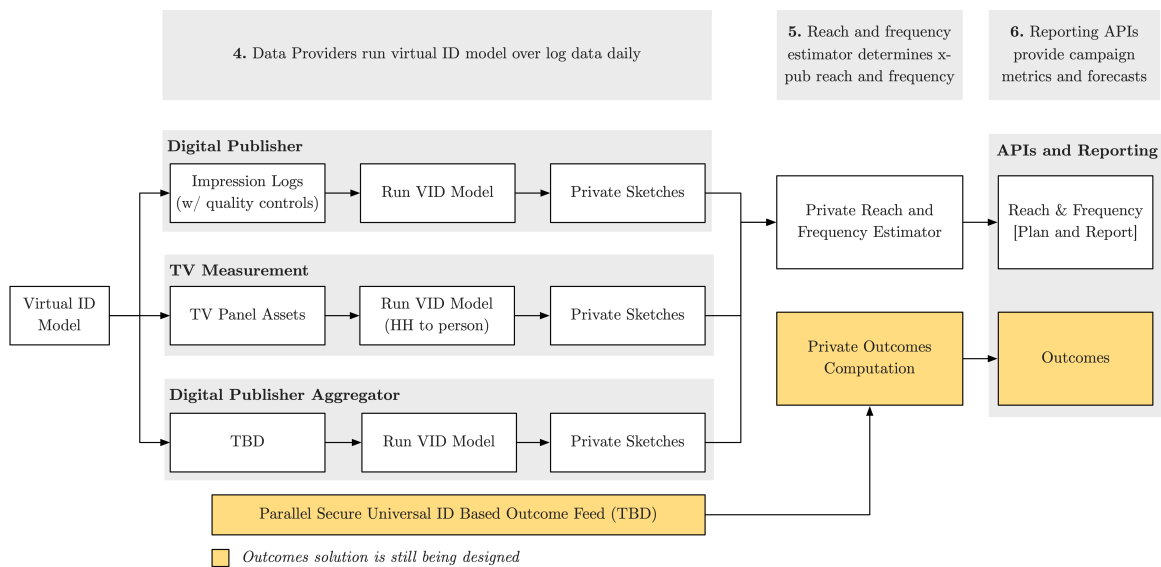 4. Data Providers run virtual ID model over log data daily
5. Reach and frequency
estimator determines x-
pub reach and frequency
6. Reporting APIs
provide campaign
metrics and forecasts
Digital Publisher
Impression Logs
(w/ quality controls)
Run VID Model
Private Sketches
TV Measurement
TV Panel Assets
Run VID Model
(HH to person)
Private Sketches
Digital Publisher Aggregator
TBD
Run VID Model
Private Sketches
Virtual ID
Model
Private Reach and
Frequency Estimator
APIs and Reporting
Reach & Frequency
[Plan and Report]
Private Outcomes
Computation
Outcomes
Parallel Secure Universal ID Based Outcome Feed (TBD)
Outcomes solution is still being designed